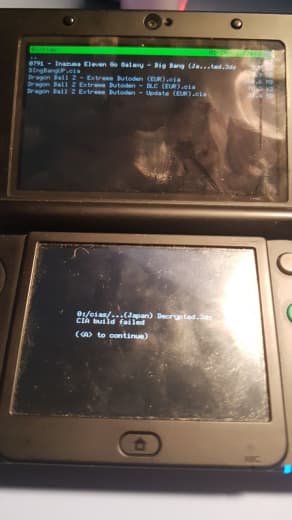 ..
0791 - Inazuma Eleven Go Galaxy - Big Bang (Ja...ted.3ds
BIngBangUP.cia
Dragon Ball Z - Extreme Butoden (EUR).cia
Dragon Ball Z Extreme Butoden - DLC (EUR).cia
Dragon Ball Z Extreme Butoden - Update (EUR).cia
0:/cias/...(Japan) Decrypted.3ds
CIA build failed
(<A> to continue)